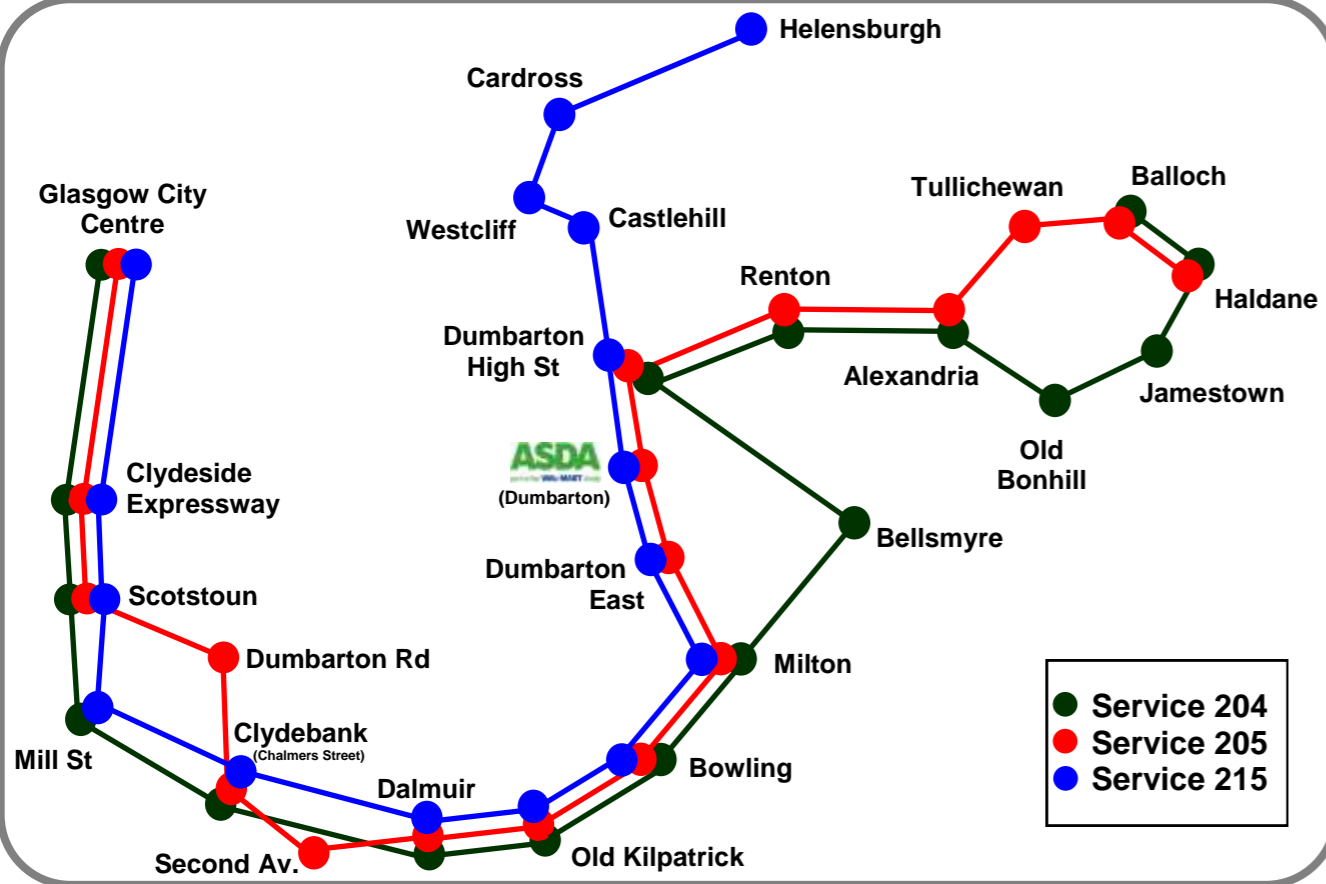 Helensburgh
Cardross
Balloch
Tullichewan
Glasgow City
Centre
Castlehill
Westcliff
Renton
Haldane
Dumbarton
High St
Alexandria
Jamestown
Old
Bonhill
ASDA
(Dumbarton)
Clydeside
Expressway
Bellsmyre
Dumbarton
East
Scotstoun
Dumbarton Rd
Milton
Mill St
Clydebank
(Chalmers Street)
Bowling
Dalmuir
Second Av.
Old Kilpatrick
Service 204
Service 205
Service 215